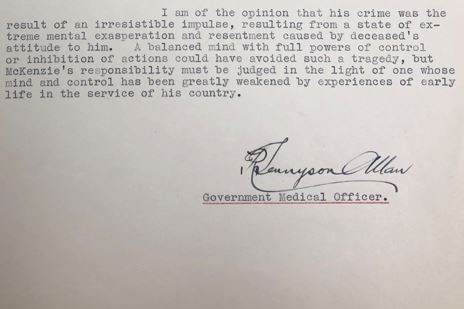 I am of the opinion that his crime was the
result of an irresistible impulse, resulting from a state of ex-
treme mental exasperation and resentment caused by deceased's
attitude to him.  A balanced mind with full powers of control
or inhibition of actions could have avoided such a tragedy, but
McKenzie's responsibility must be judged in the light of one whose
mind and control has been greatly weakened by experiences of early
life in the service of his country.
Tennyson Allan
Government Medical Officer.